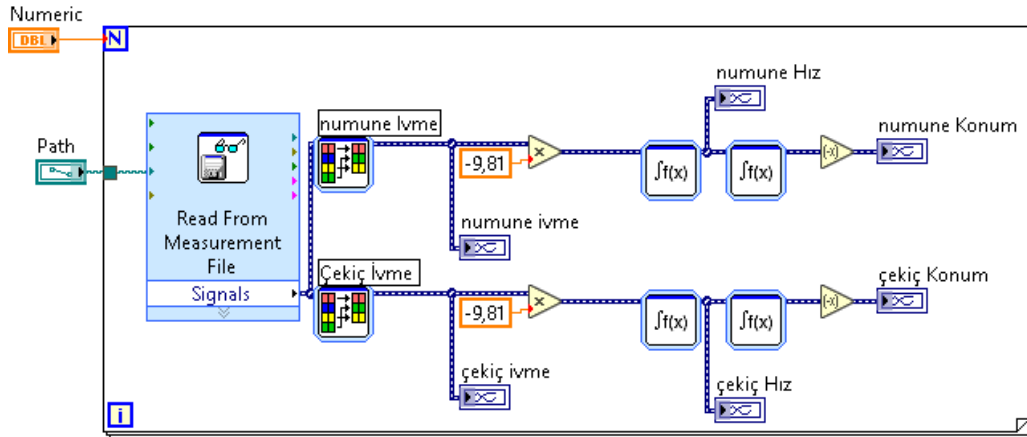 Numeric
DBL
N
Path
Read From
Measurement
File
Signals
numune İvme
-9,81
x
numune ivme
∫f(x)
numune Hız
∫f(x)
(-x)
numune Konum
Çekiç İvme
-9,81
x
çekiç ivme
∫f(x)
çekiç Hız
∫f(x)
(-x)
çekiç Konum
i